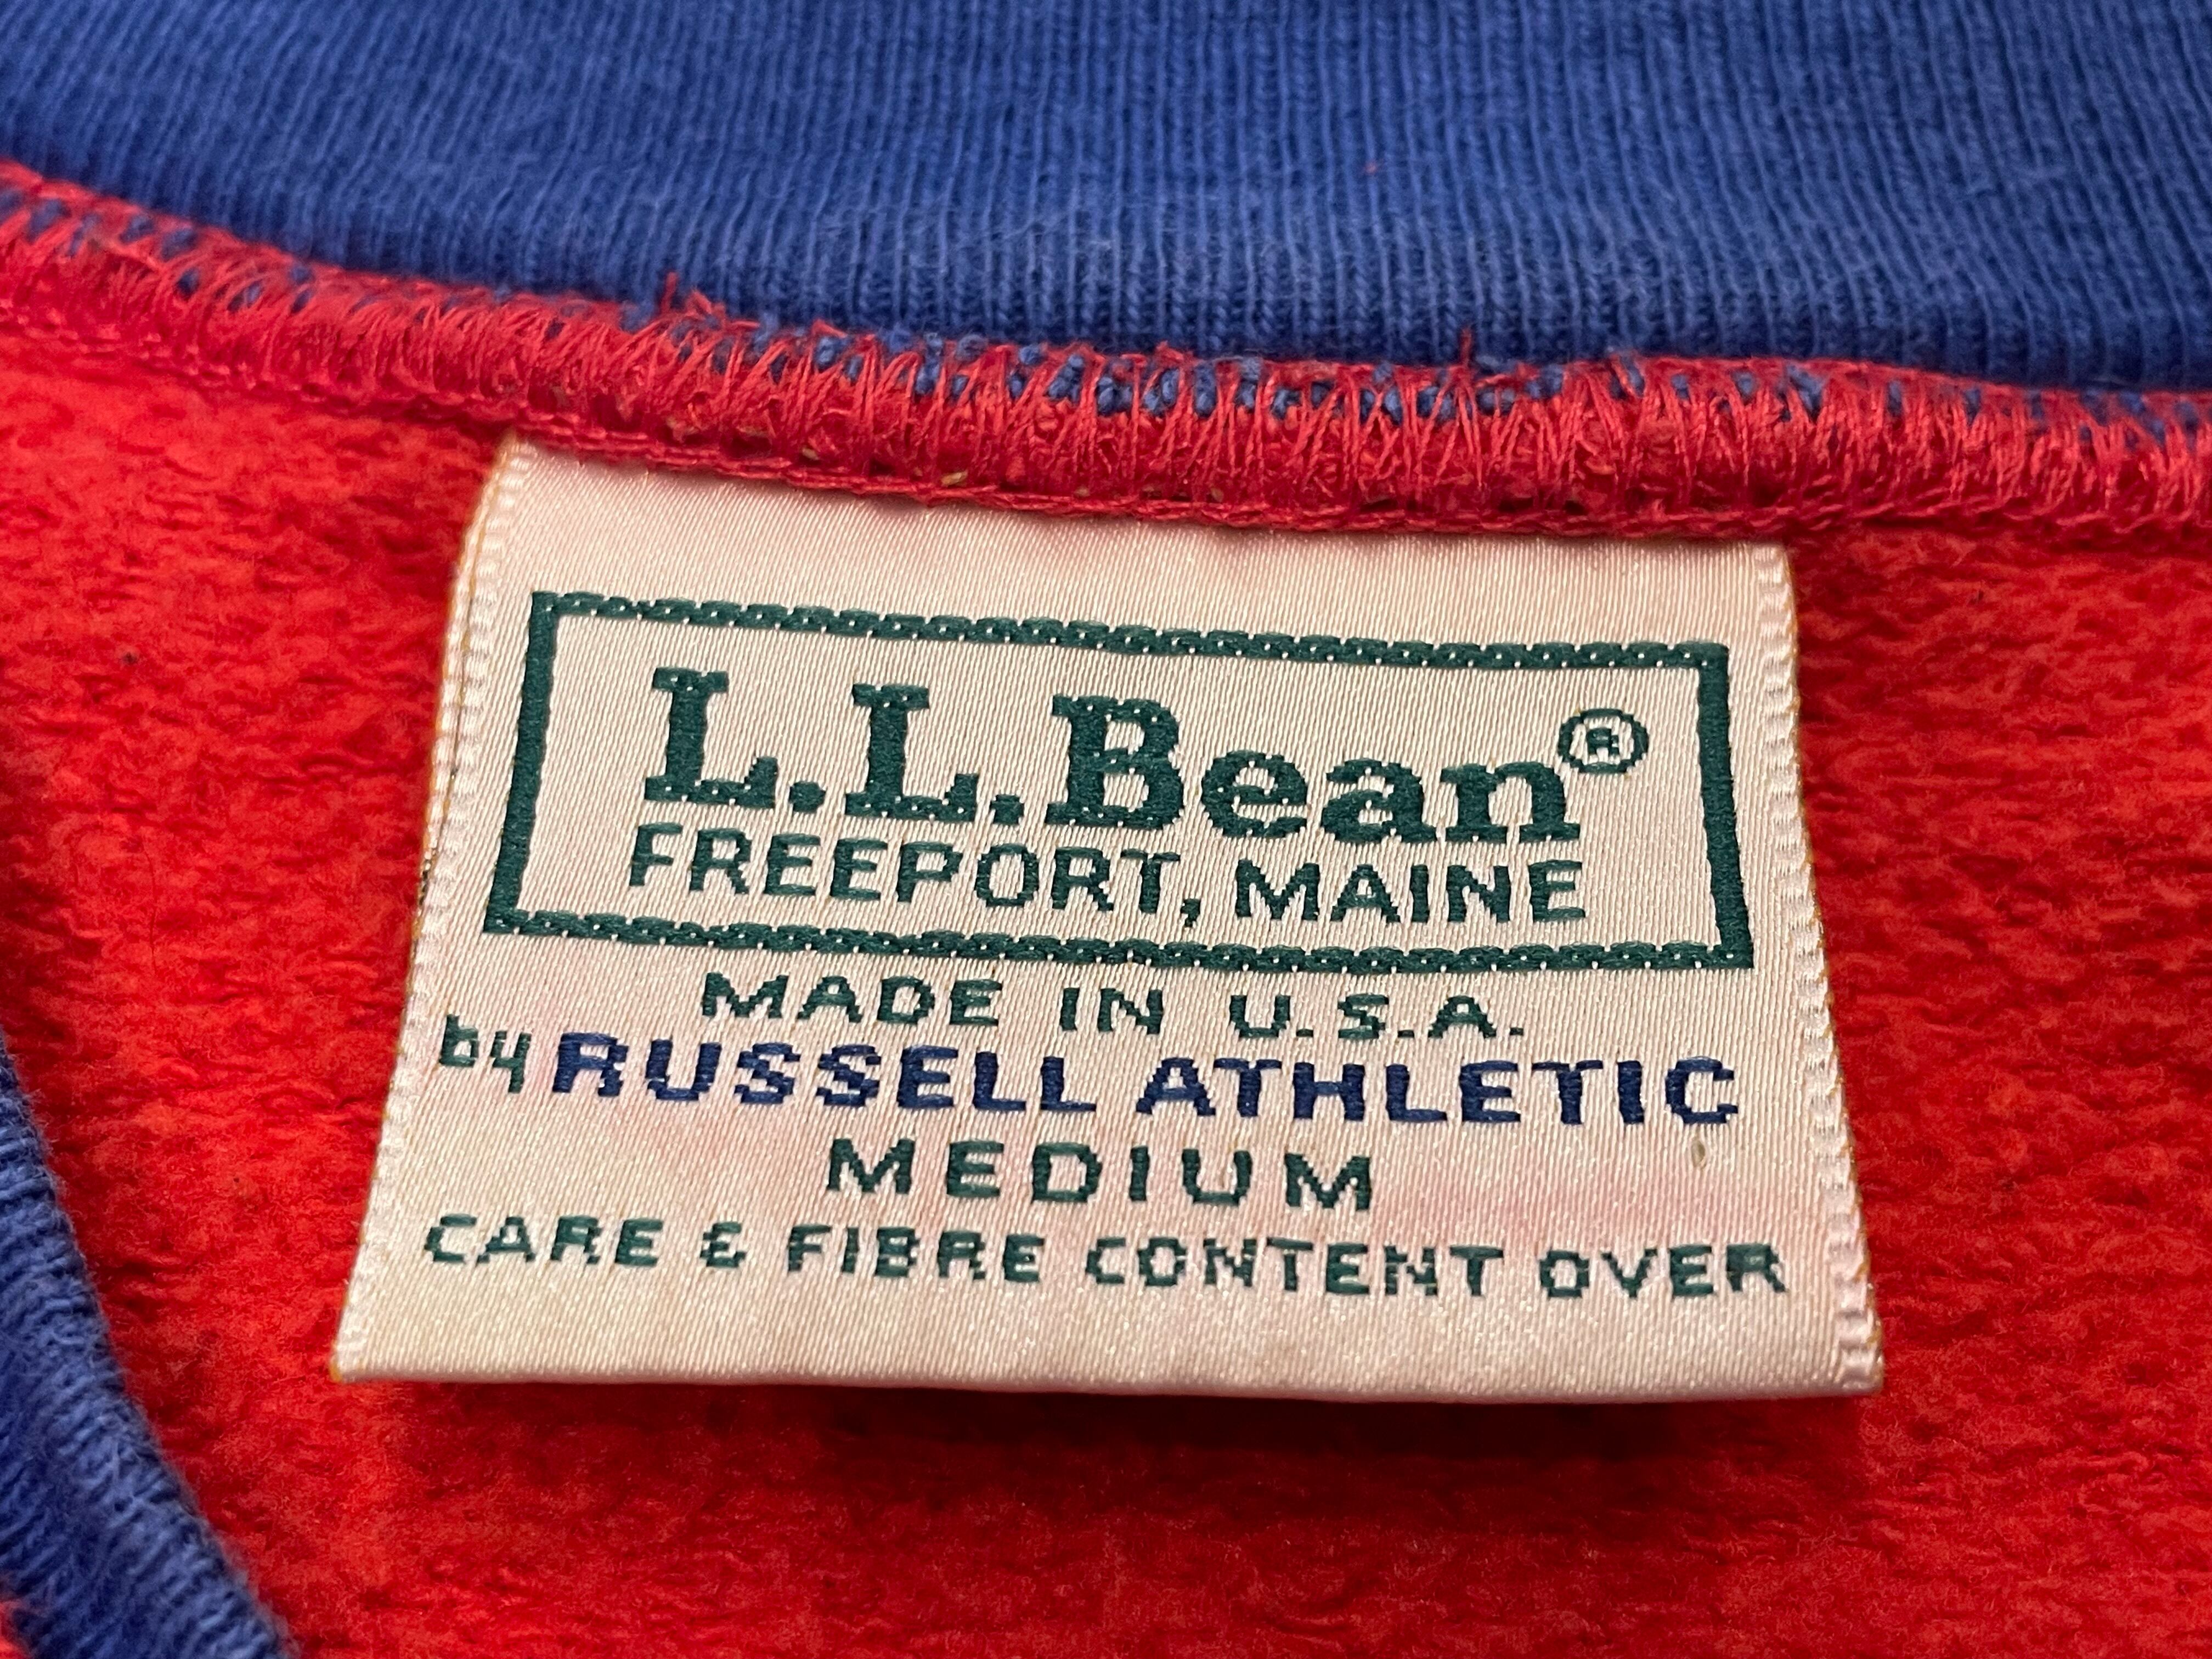 L.L.Bean®
FREEPORT, MAINE
MADE IN U.S.A.
by RUSSELL ATHLETIC
MEDIUM
CARE & FIBRE CONTENT OVER